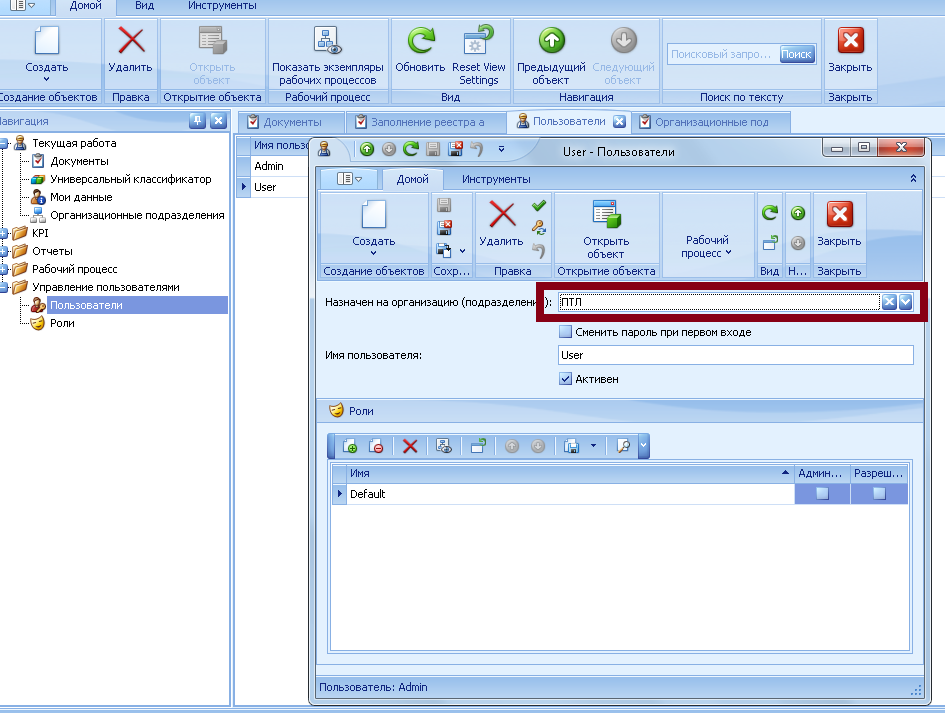 Домой Вид Инструменты
Создать
Удалить
Открыть объект
Показать экземпляры рабочих процессов
Обновить
Reset View Settings
Предыдущий объект
Следующий объект
Поисковый запро... Поиск
Закрыть
Создание объектов Правка Открытие объекта Рабочий процесс Вид Навигация Поиск по тексту Закрыть
Навигация
Текущая работа
Документы
Универсальный классификатор
Мои данные
Организационные подразделения
KPI
Отчеты
Рабочий процесс
Управление пользователями
Пользователи
Роли
Документы Заполнение реестра а Пользователи Организационные под
Имя
Admin
User
User - Пользователи
Домой Инструменты
Создать
Удалить
Открыть объект
Рабочий процесс
Закрыть
Создание объектов Сохр... Правка Открытие объекта Вид Н... Закрыть
Назначен на организацию (подразделени ): ПТЛ
Сменить пароль при первом входе
Имя пользователя: User
Активен
Роли
Имя Админ... Разреш...
Default
Пользователь: Admin